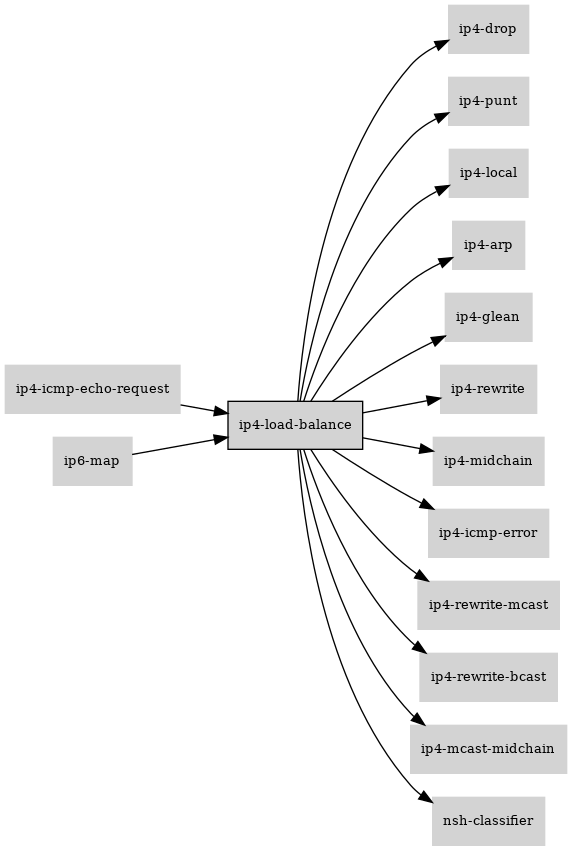 ip4-drop
ip4-punt
ip4-local
ip4-arp
ip4-glean
ip4-icmp-echo-request
ip4-rewrite
ip4-load-balance
ip6-map
ip4-midchain
ip4-icmp-error
ip4-rewrite-mcast
ip4-rewrite-bcast
ip4-mcast-midchain
nsh-classifier